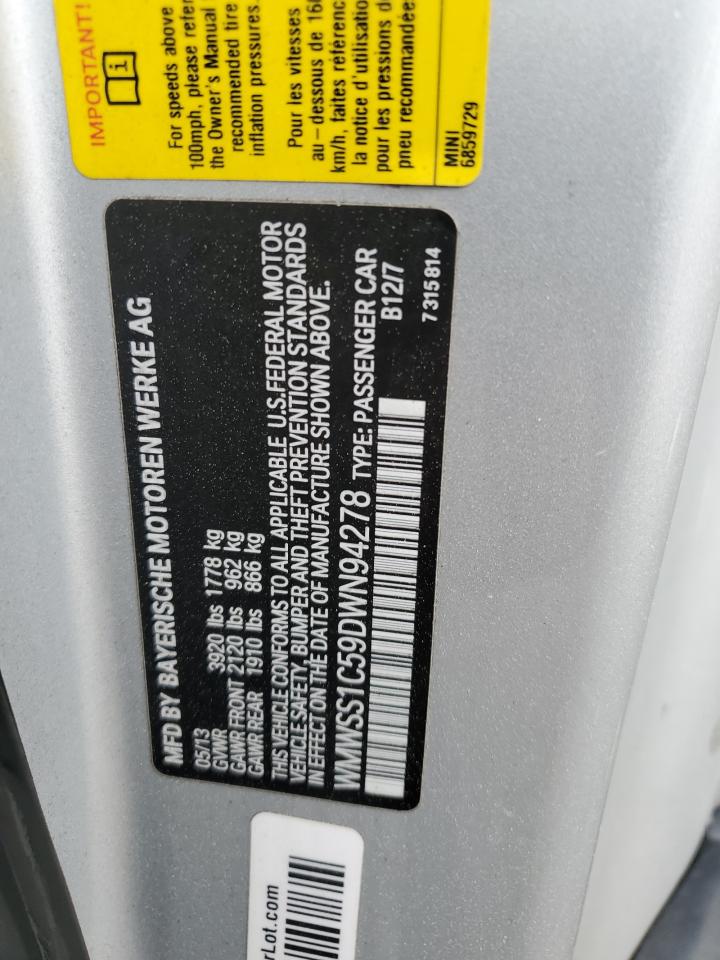 IMPORTANT!
For speeds above
100mph, please refer
the Owner's Manual
recommended tire
inflation pressures.
Pour les vitesses
au-dessous de 160
km/h, faites référenc
la notice d'utilisatio
pour les pressions d
pneu recommandée
MINI
6859729
MFD BY BAYERISCHE MOTOREN WERKE AG
05/13
GVWR 3920 lbs 1778 kg
GAWR FRONT 2120 lbs 962 kg
GAWR REAR 1910 lbs 866 kg
THIS VEHICLE CONFORMS TO ALL APPLICABLE U.S.FEDERAL MOTOR
VEHICLE SAFETY, BUMPER AND THEFT PREVENTION STANDARDS
IN EFFECT ON THE DATE OF MANUFACTURE SHOWN ABOVE.
WMWSS1C59DWN94278 TYPE: PASSENGER CAR
B12/7
7315814
rLot.com